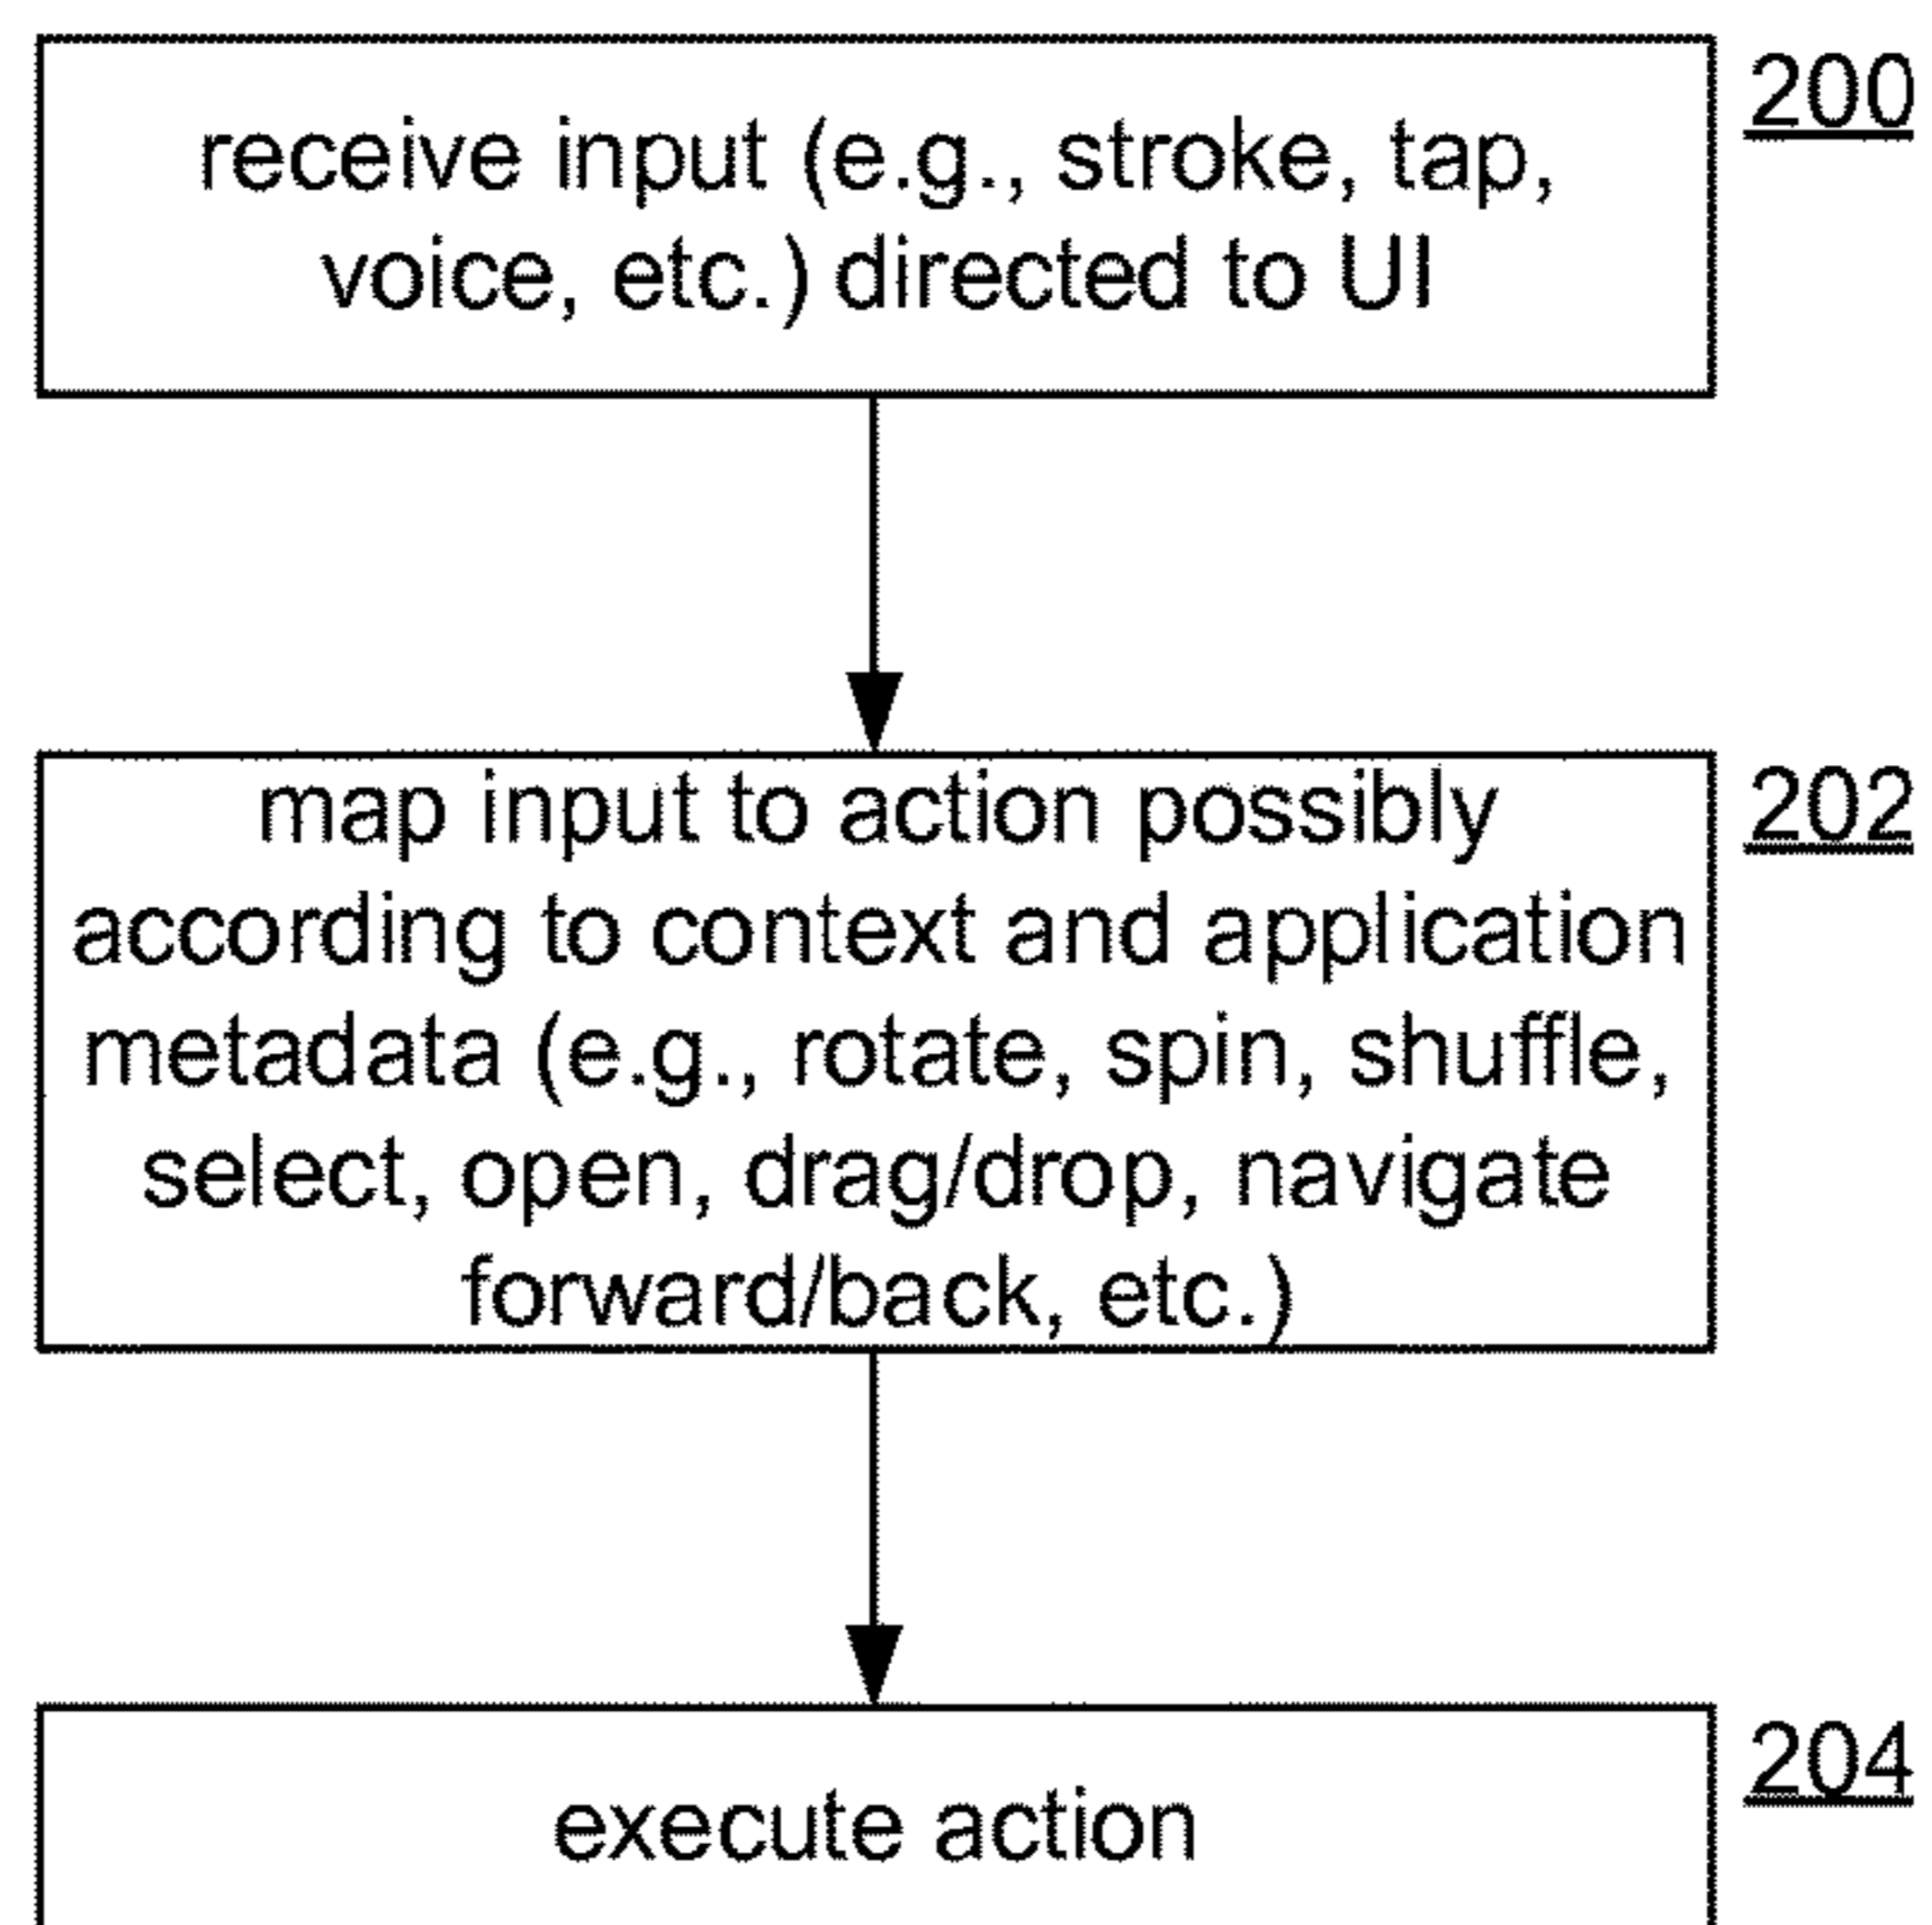 receive input (e.g., stroke, tap,
voice, etc.) directed to UI
200
map input to action possibly
according to context and application
metadata (e.g., rotate, spin, shuffle,
select, open, drag/drop, navigate
forward/back, etc.)
202
execute action
204